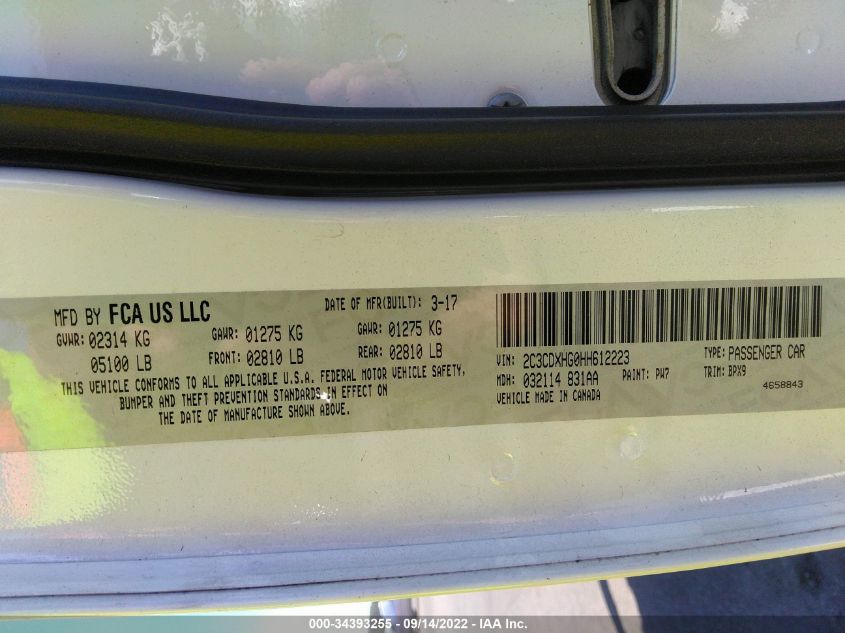 MFD BY FCA US LLC DATE OF MFR(BUILT): 3-17
GVWR: 02314 KG GAWR: 01275 KG GAWR: 01275 KG
05100 LB FRONT: 02810 LB REAR: 02810 LB
THIS VEHICLE CONFORMS TO ALL APPLICABLE U.S.A. FEDERAL MOTOR VEHICLE SAFETY,
BUMPER AND THEFT PREVENTION STANDARDS IN EFFECT ON
THE DATE OF MANUFACTURE SHOWN ABOVE.
VIN: 2C3CDXHG0HH612223 TYPE: PASSENGER CAR
MDH: 032114 831AA PAINT: PW7 TRIM: BPX9
VEHICLE MADE IN CANADA 4658843
000-34393255 - 09/14/2022 - IAA Inc.